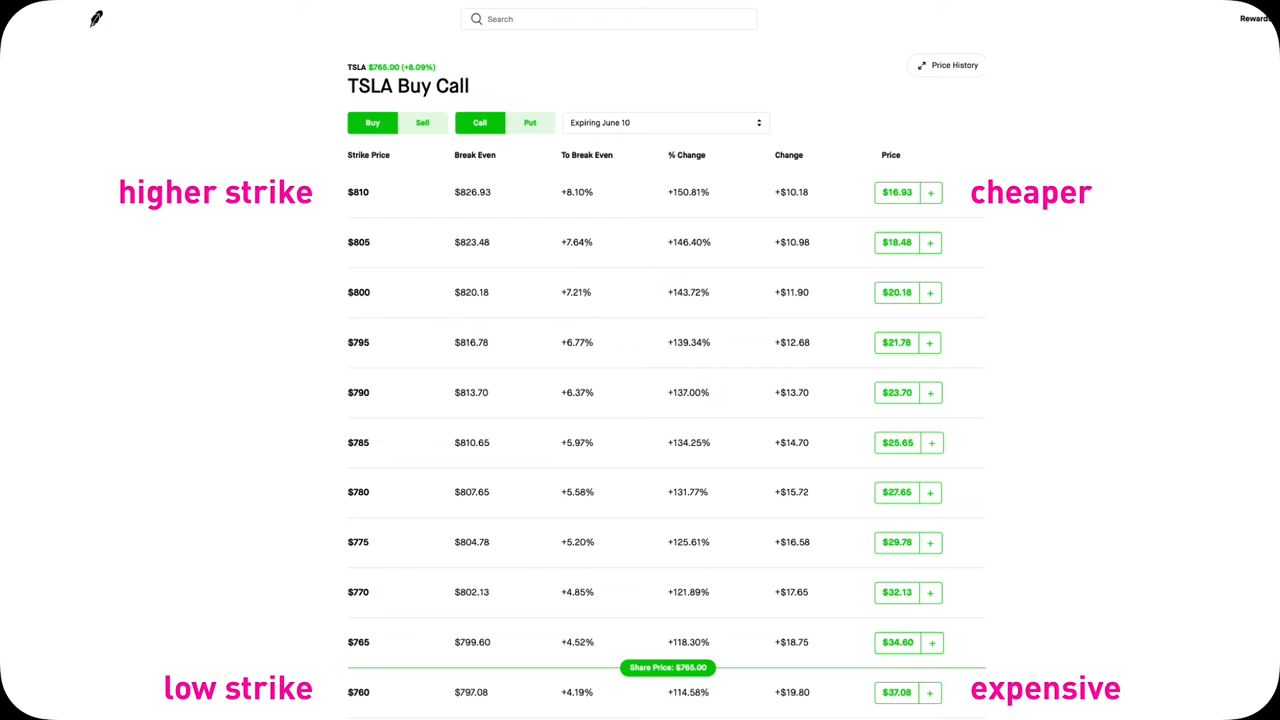 Search
Reward
TSLA $765.00 (+8.09%)
TSLA Buy Call
Price History
Buy Sell Call Put Expiring June 10
Strike Price Break Even To Break Even % Change Change Price
higher strike $810 $826.93 +8.10% +150.81% +$10.18 $16.93 + cheaper
$805 $823.48 +7.64% +146.40% +$10.98 $18.48 +
$800 $820.18 +7.21% +143.72% +$11.90 $20.18 +
$795 $816.78 +6.77% +139.34% +$12.68 $21.78 +
$790 $813.70 +6.37% +137.00% +$13.70 $23.70 +
$785 $810.65 +5.97% +134.25% +$14.70 $25.65 +
$780 $807.65 +5.58% +131.77% +$15.72 $27.65 +
$775 $804.78 +5.20% +125.61% +$16.58 $29.78 +
$770 $802.13 +4.85% +121.89% +$17.65 $32.13 +
$765 $799.60 +4.52% +118.30% +$18.75 $34.60 +
Share Price: $765.00
low strike $760 $797.08 +4.19% +114.58% +$19.80 $37.08 + expensive